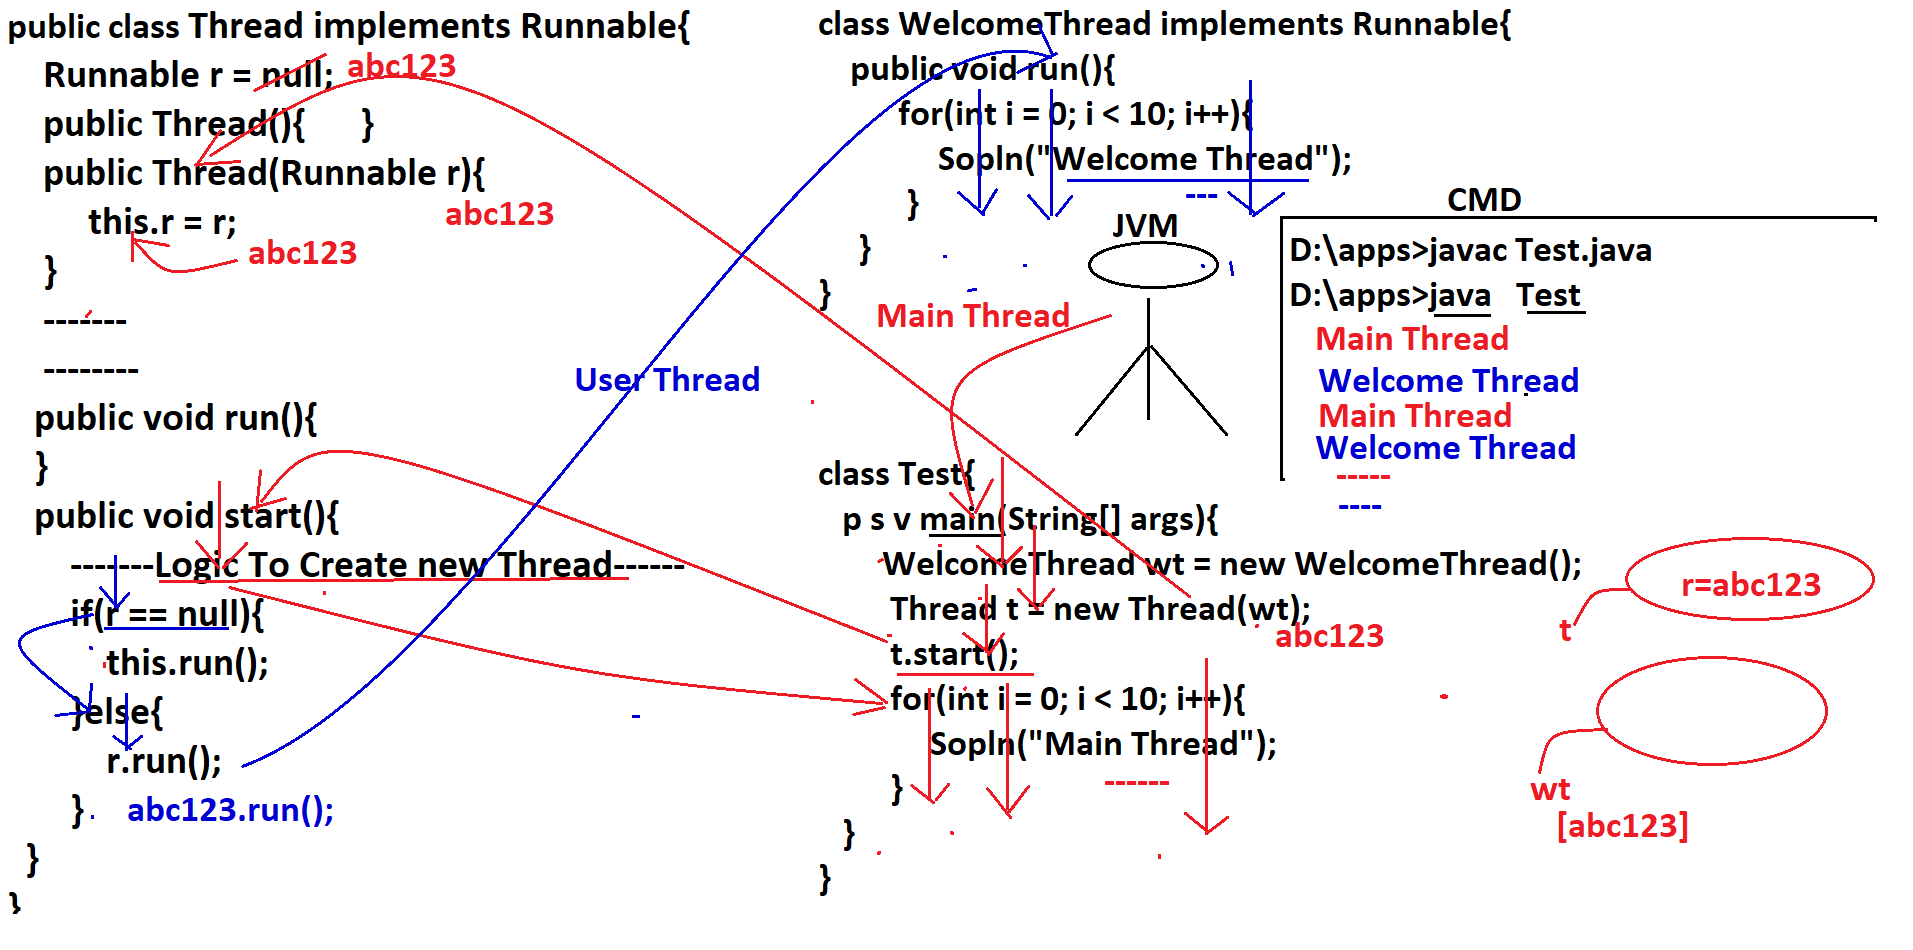 public class Thread implements Runnable{
Runnable r = null; abc123
public Thread(){ }
public Thread(Runnable r){
abc123
this.r = r;
abc123
}
-------
--------
public void run(){
}
public void start(){
-------Logic To Create new Thread------
if(r == null){
this.run();
}else{
r.run();
} abc123.run();
}
}
User Thread
class WelcomeThread implements Runnable{
public void run(){
for(int i = 0; i < 10; i++){
Sopln("Welcome Thread");
---
}
}
}
JVM
Main Thread
CMD
D:\apps>javac Test.java
D:\apps>java Test
Main Thread
Welcome Thread
Main Thread
Welcome Thread
-----
----
class Test{
p s v main(String[] args){
WelcomeThread wt = new WelcomeThread();
Thread t = new Thread(wt);
abc123
t.start();
for(int i = 0; i < 10; i++){
Sopln("Main Thread");
------
}
}
}
r=abc123
t
wt
[abc123]